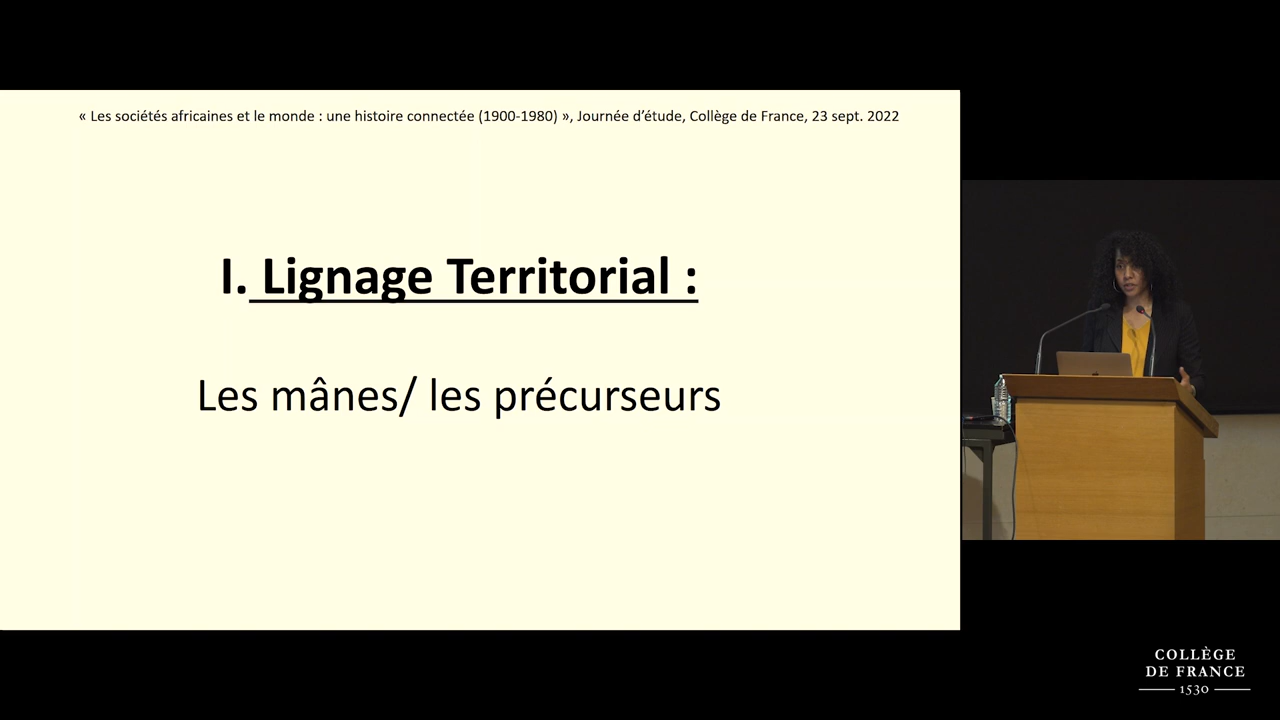 « Les sociétés africaines et le monde : une histoire connectée (1900-1980) », Journée d'étude, Collège de France, 23 sept. 2022
I. Lignage Territorial :
Les mânes/ les précurseurs
COLLÈGE
DE FRANCE
1530